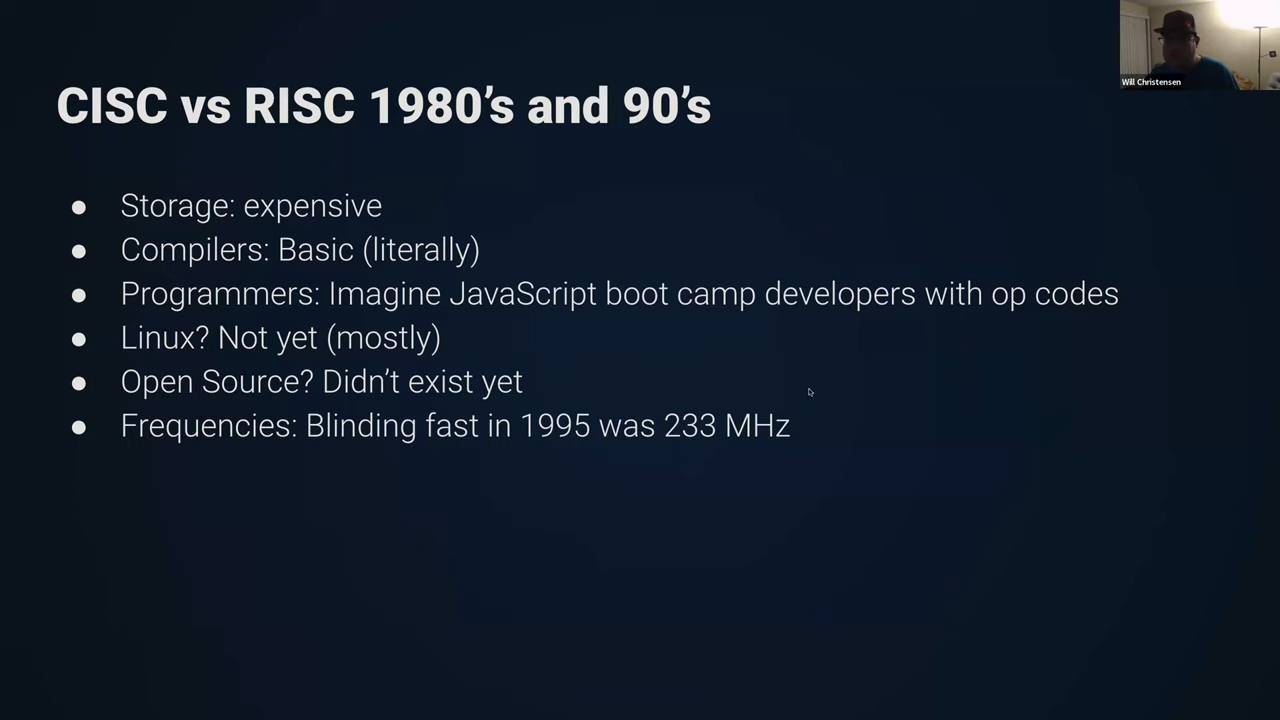 CISC vs RISC 1980's and 90's
● Storage: expensive
● Compilers: Basic (literally)
● Programmers: Imagine JavaScript boot camp developers with op codes
● Linux? Not yet (mostly)
● Open Source? Didn't exist yet
● Frequencies: Blinding fast in 1995 was 233 MHz
Will Christensen